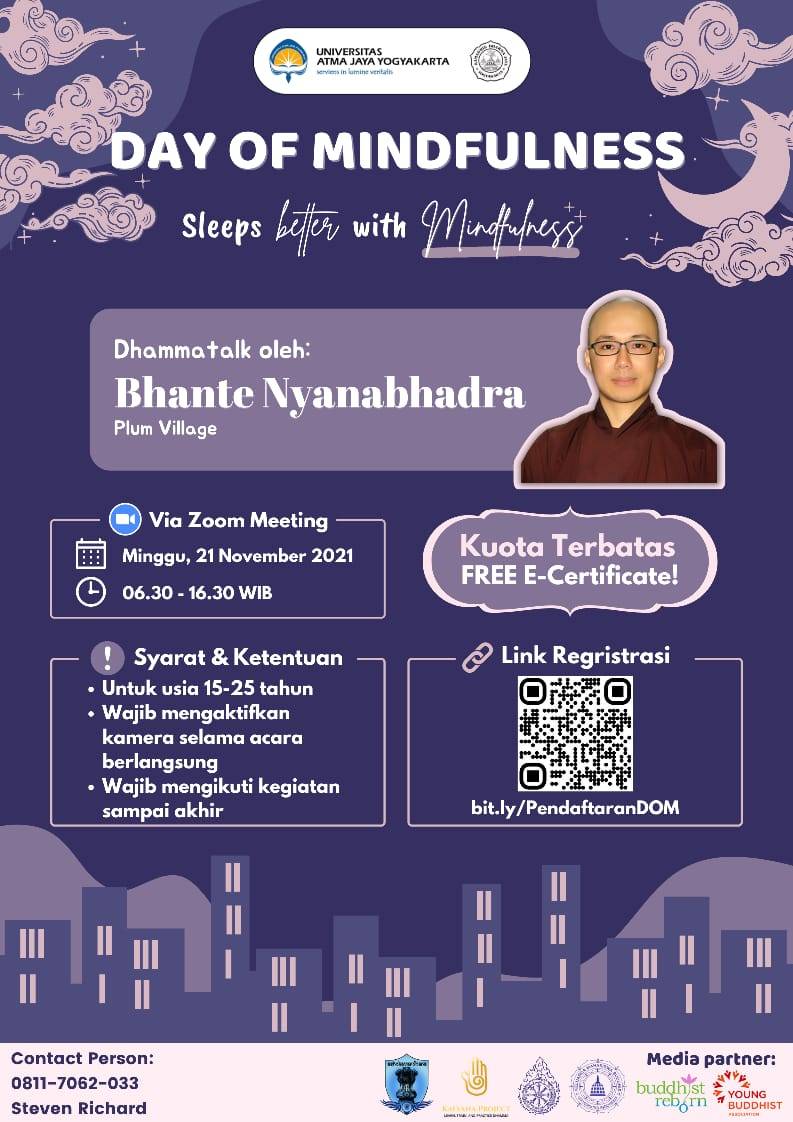 UNIVERSITAS
ATMA JAYA YOGYAKARTA
serviens in lumine veritatis
DAY OF MINDFULNESS
Sleeps better with Mindfulness
Dhammatalk oleh:
Bhante Nyanabhadra
Plum Village
Via Zoom Meeting
Minggu, 21 November 2021
06.30 - 16.30 WIB
Kuota Terbatas
FREE E-Certificate!
Syarat & Ketentuan
• Untuk usia 15-25 tahun
• Wajib mengaktifkan
kamera selama acara
berlangsung
• Wajib mengikuti kegiatan
sampai akhir
Link Regristrasi
bit.ly/PendaftaranDOM
Contact Person:
0811-7062-033
Steven Richard
Media partner:
KALYANA PROJECT
buddhist
reborn
YOUNG
BUDDHIST
ASSOCIATION